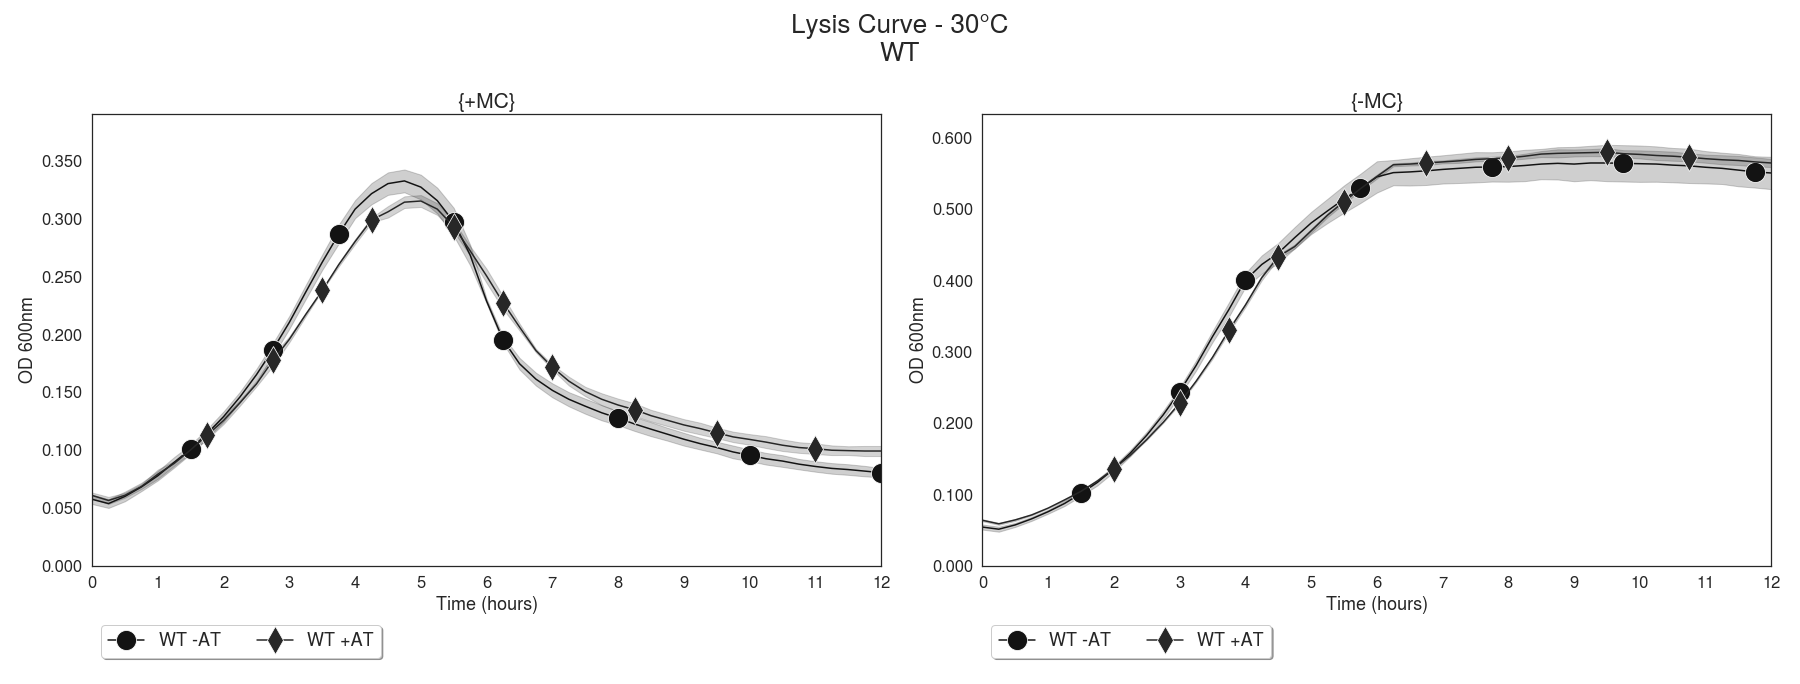 Lysis Curve - 30°C
WT
{+MC}
OD 600nm
0.350
0.300
0.250
0.200
0.150
0.100
0.050
0.000
0 1 2 3 4 5 6 7 8 9 10 11 12
Time (hours)
WT -AT WT +AT
{-MC}
OD 600nm
0.600
0.500
0.400
0.300
0.200
0.100
0.000
0 1 2 3 4 5 6 7 8 9 10 11 12
Time (hours)
WT -AT WT +AT